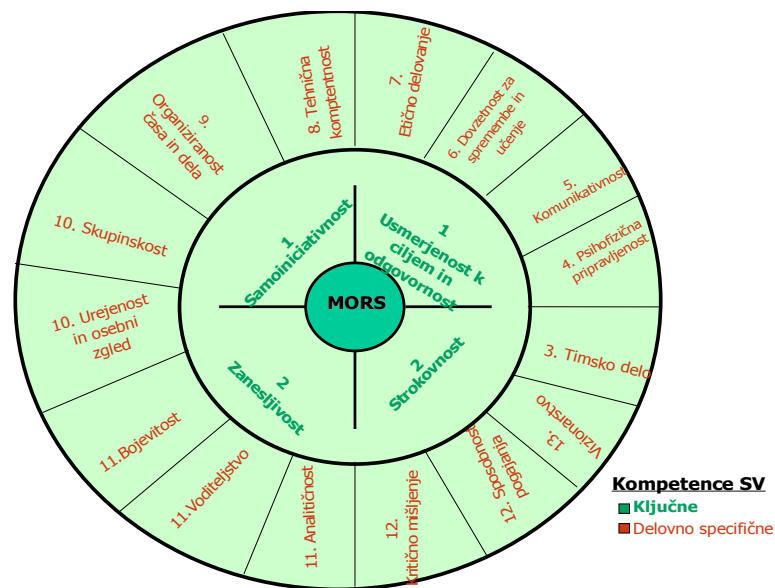 7.
Etično delovanje
8. Tehnična
komptentnost
9.
Organiziranost
časa in dela
6. Dovzetnost za
spremembe in
učenje
5.
Komunikativnost
10. Skupinskost
4. Psihofizična
pripravljenost
1
Samoiniciativnost
1
Usmerjenost k
ciljem in
odgovornost
MORS
10. Urejenost
in osebni
zgled
3. Timsko delo
2
Zanesljivost
2
Strokovnost
13.
Vizionarstvo
11.Bojevitost
11.Voditeljstvo
11. Analitičnost
12.
Kritično mišljenje
12. Sposobnost
pogajanja
Kompetence SV
Ključne
Delovno specifične